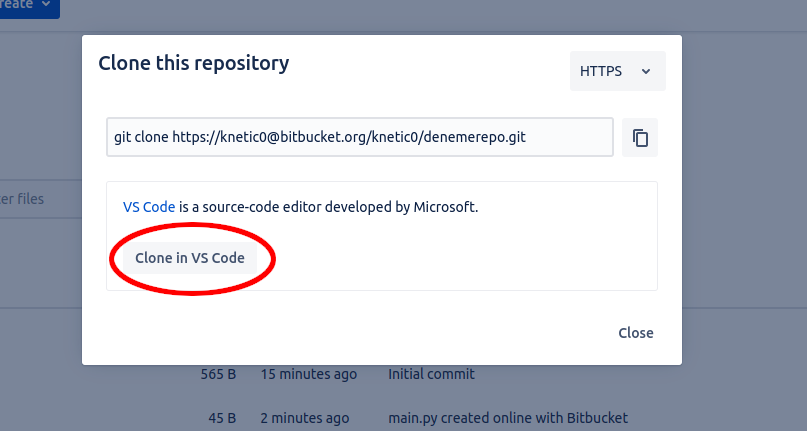 reate
Clone this repository
HTTPS
git clone https://knetic0@bitbucket.org/knetic0/denemerepo.git
er files
VS Code is a source-code editor developed by Microsoft.
Clone in VS Code
Close
565 B 15 minutes ago Initial commit
45 B 2 minutes ago main.py created online with Bitbucket